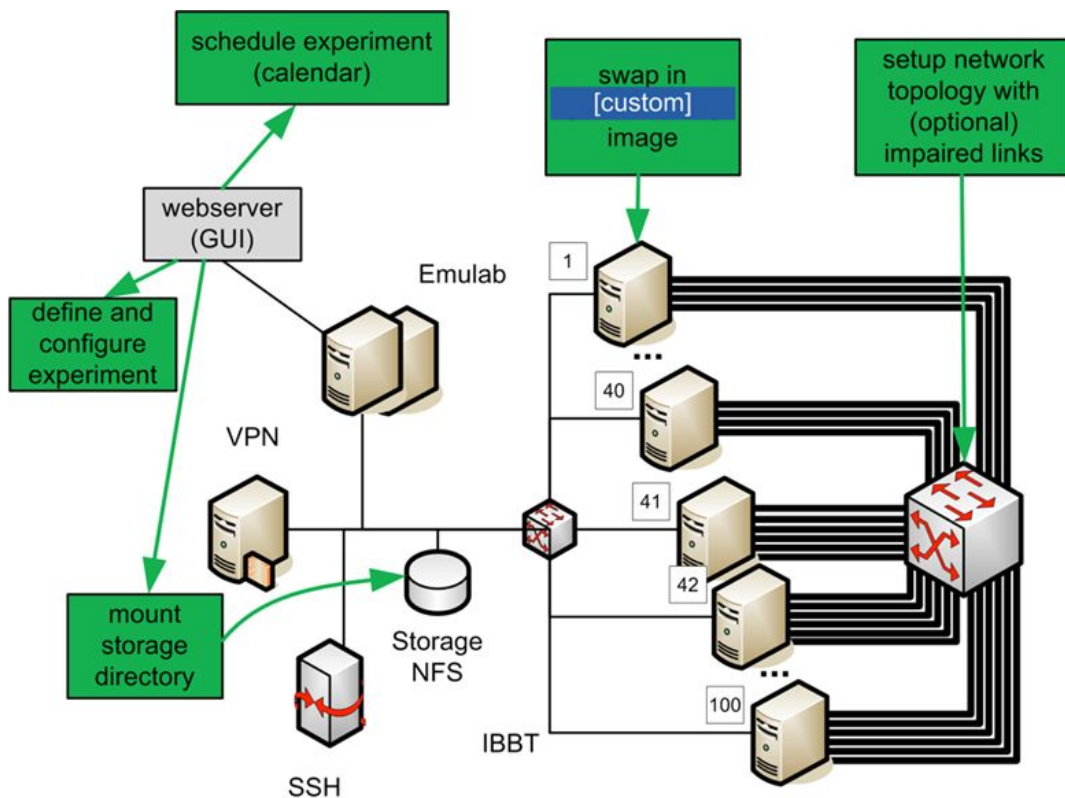 schedule experiment
(calendar)
swap in
[custom]
image
setup network
topology with
(optional)
impaired links
webserver
(GUI)
Emulab
1
define and
configure
experiment
...
40
VPN
41
42
mount
storage
directory
Storage
NFS
...
100
IBBT
SSH